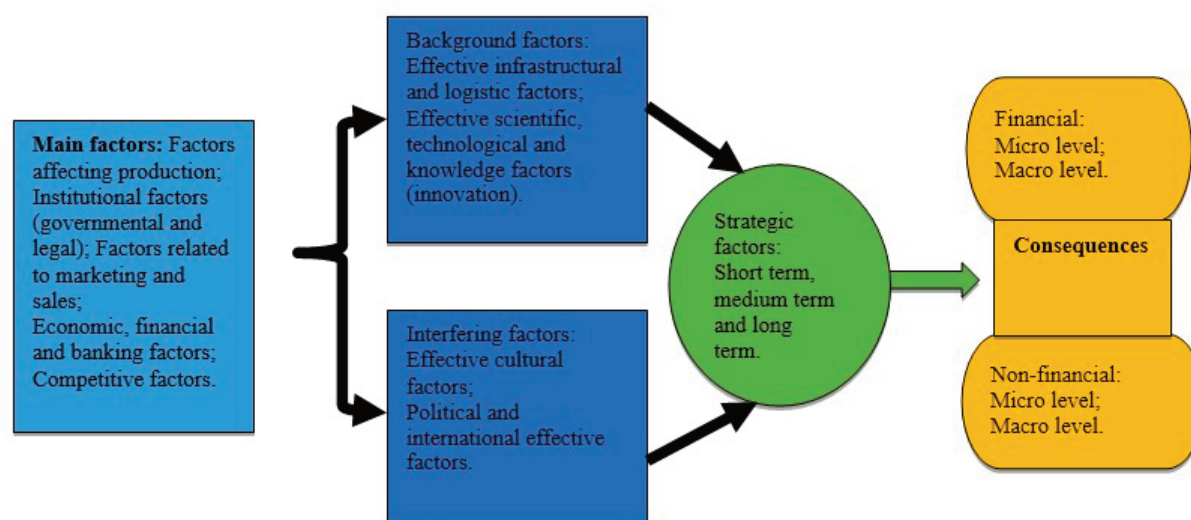 Main factors: Factors
affecting production;
Institutional factors
(governmental and
legal); Factors related
to marketing and
sales;
Economic, financial
and banking factors;
Competitive factors.
Background factors:
Effective infrastructural
and logistic factors;
Effective scientific,
technological and
knowledge factors
(innovation).
Interfering factors:
Effective cultural
factors;
Political and
international effective
factors.
Strategic
factors:
Short term,
medium term
and long
term.
Financial:
Micro level;
Macro level.
Consequences
Non-financial:
Micro level;
Macro level.